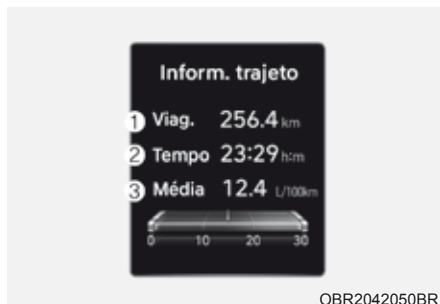 Inform. trajeto
① Viag. 256.4 km
② Tempo 23:29 h:m
③ Média 12.4 L/100km
0 10 20 30
OBR2042050BR